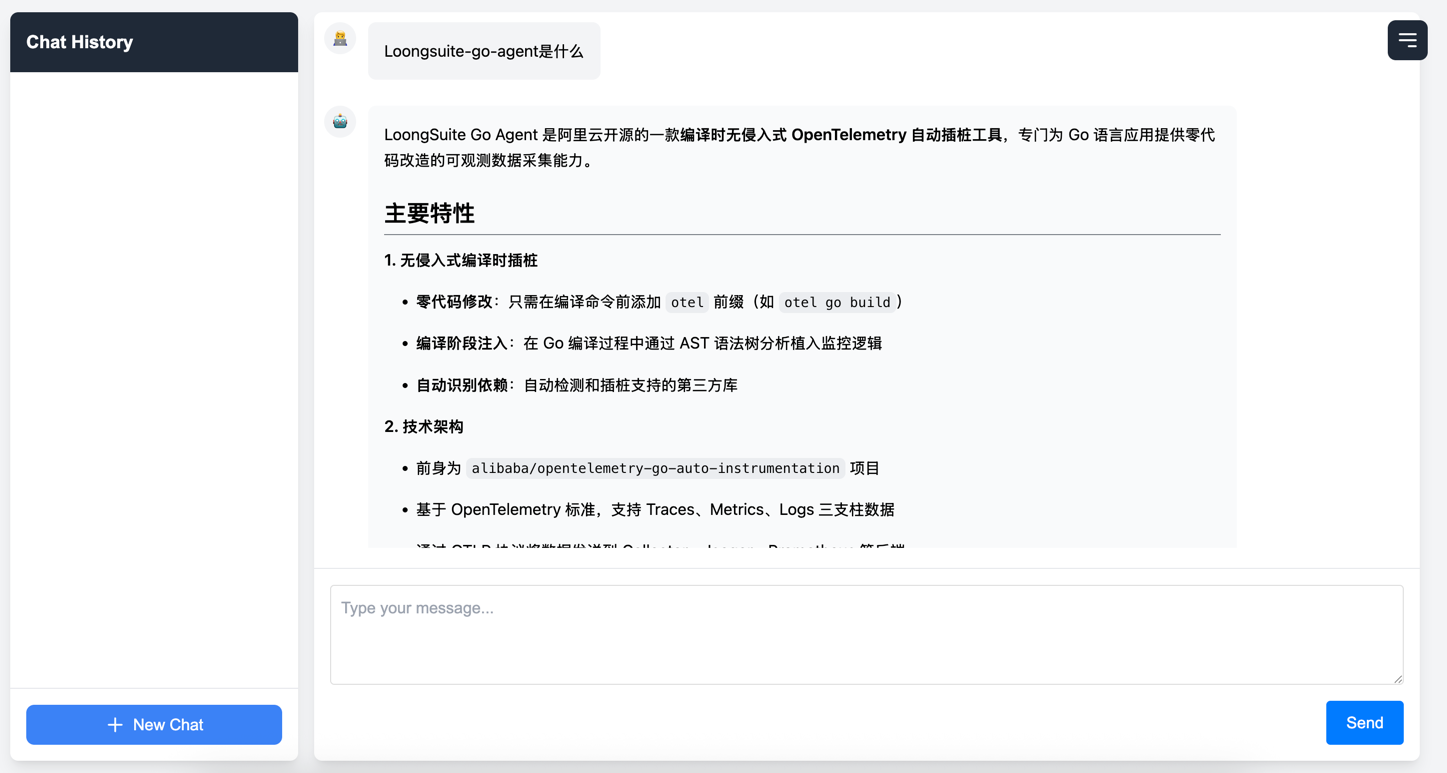 Chat History
Loongsuite-go-agent是什么
LoongSuite Go Agent 是阿里云开源的一款编译时无侵入式 OpenTelemetry 自动插桩工具，专门为 Go 语言应用提供零代
码改造的可观测数据采集能力。
主要特性
1. 无侵入式编译时插桩
• 零代码修改：只需在编译命令前添加 otel 前缀（如 otel go build）
• 编译阶段注入：在 Go 编译过程中通过 AST 语法树分析植入监控逻辑
• 自动识别依赖：自动检测和插桩支持的第三方库
2. 技术架构
• 前身为 alibaba/opentelemetry-go-auto-instrumentation 项目
• 基于 OpenTelemetry 标准，支持 Traces、Metrics、Logs 三支柱数据
Type your message...
New Chat
Send